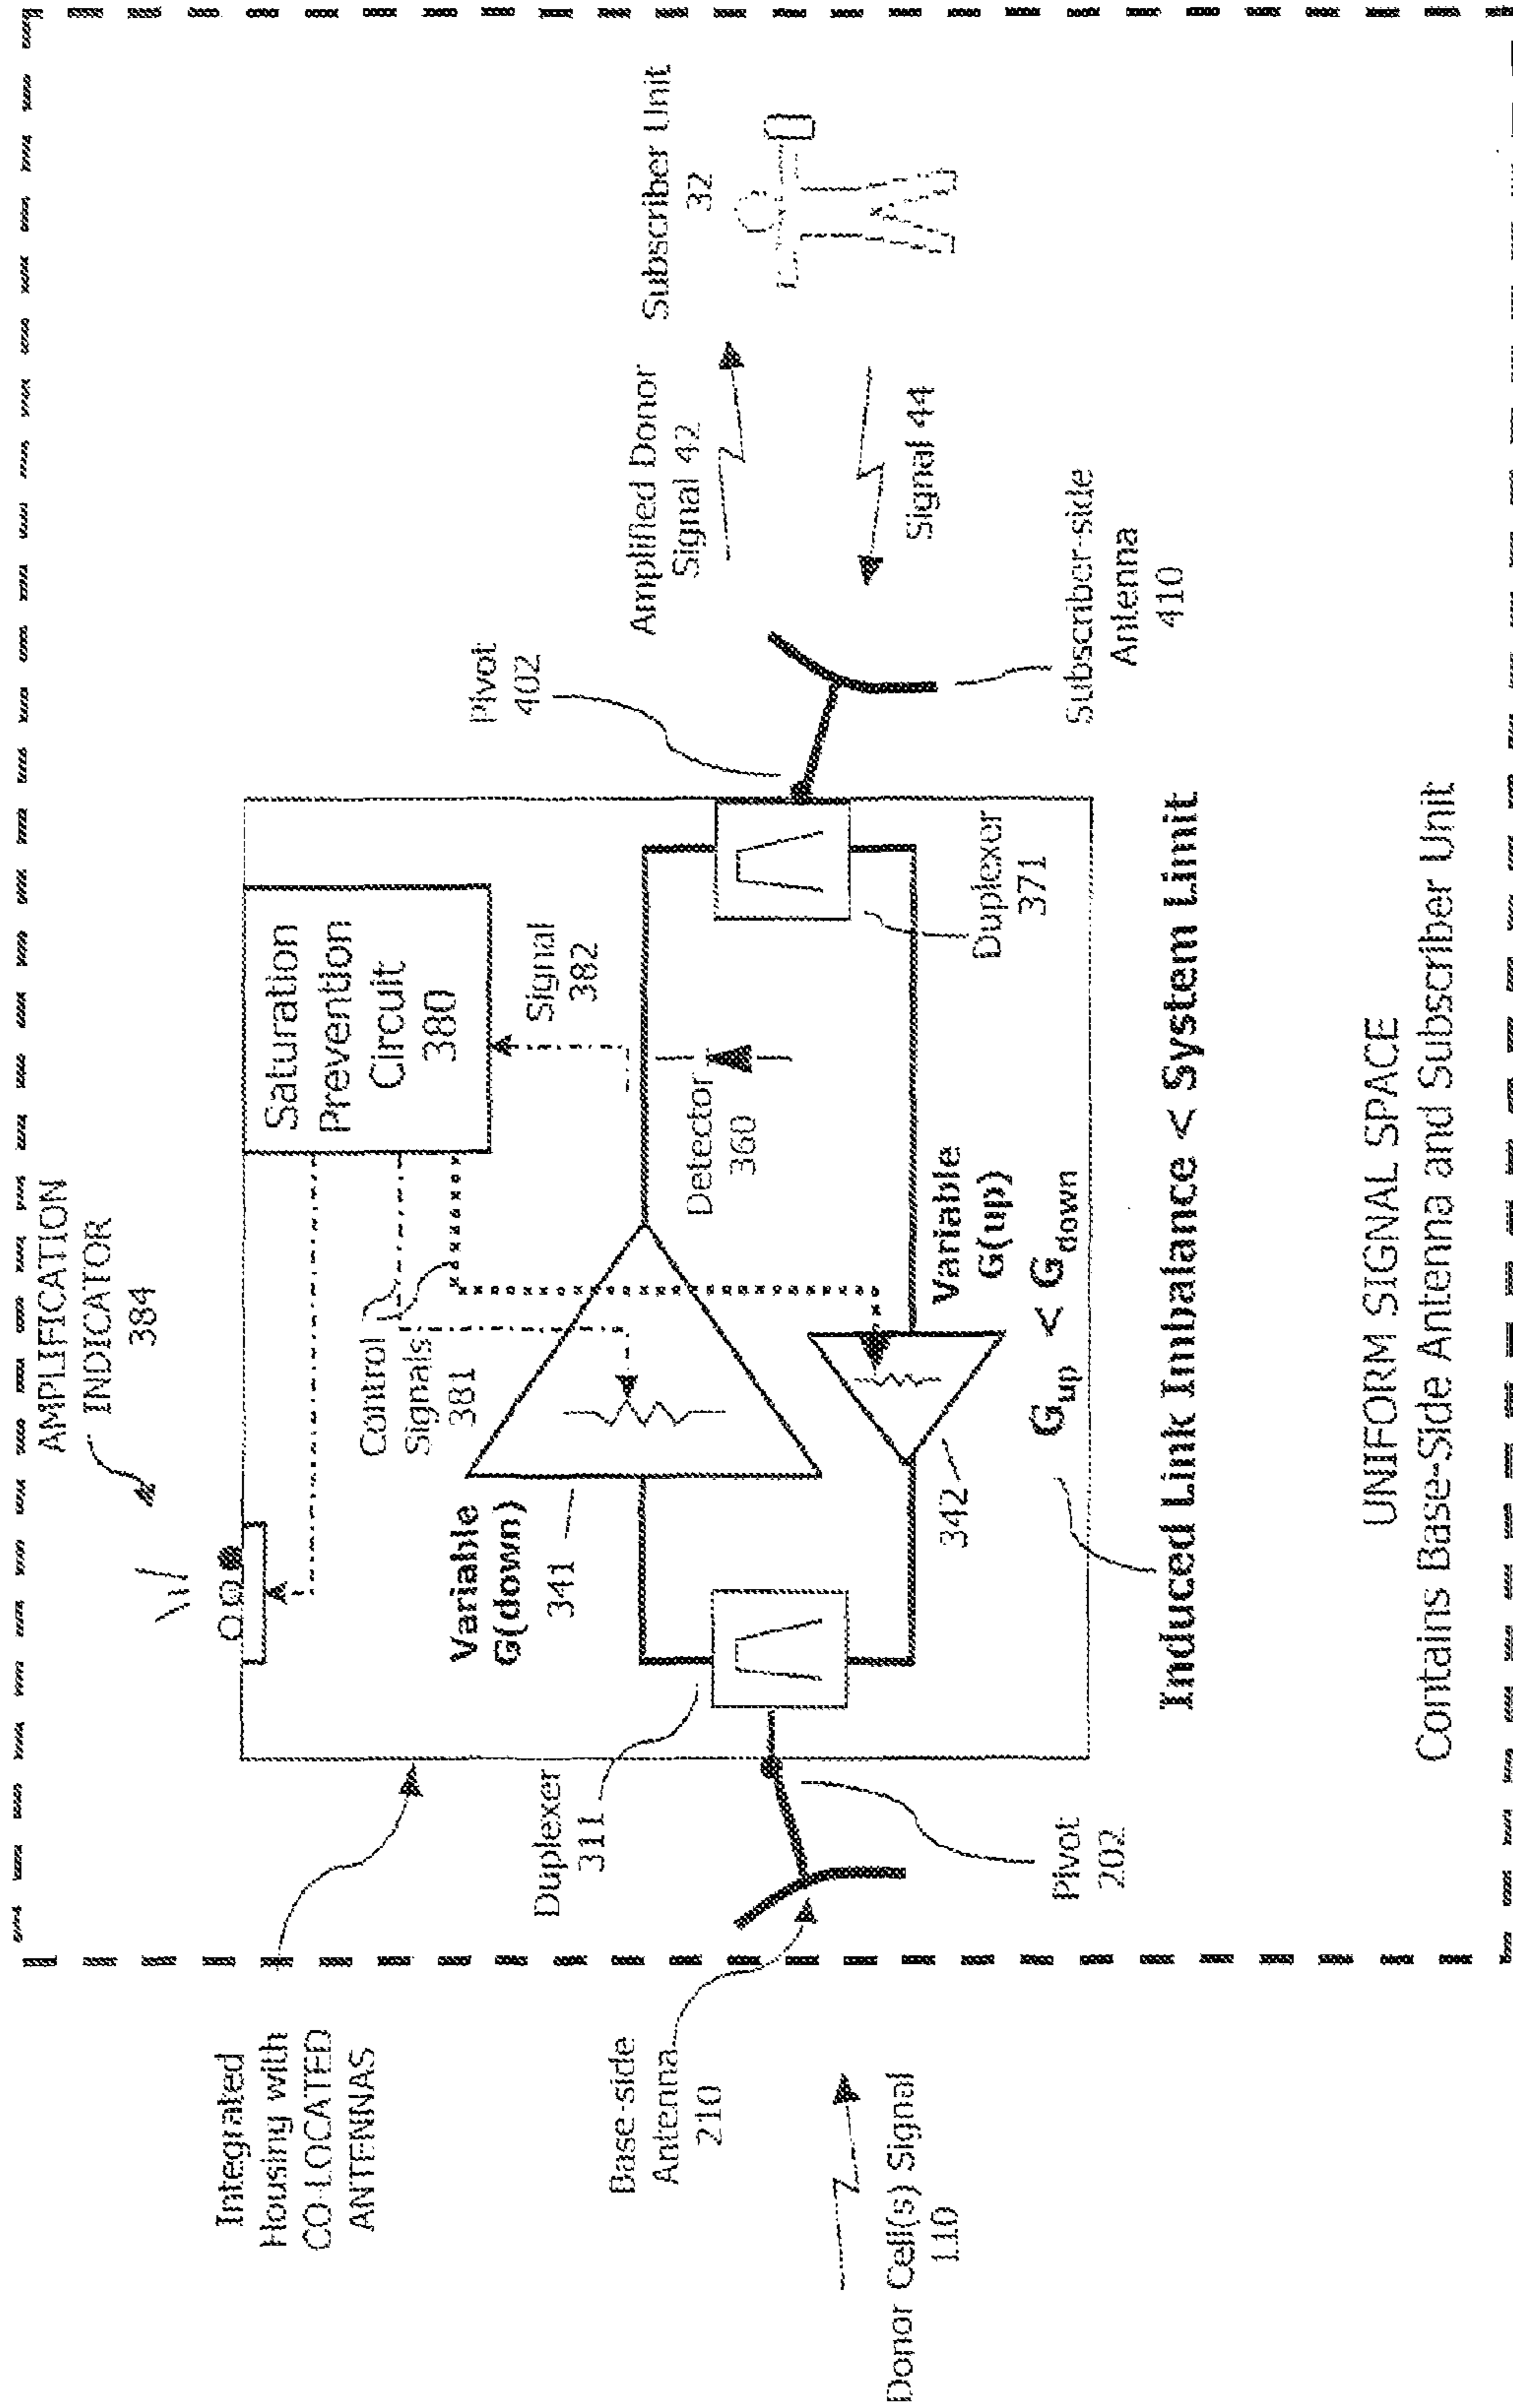 AMPLIFICATION
INDICATOR
384
Integrated
Housing with
CO-LOCATED
ANTENNAS
Saturation
Prevention
Circuit
380
Control
Signals
381
Signal
382
Variable
G(down)
341
Detector
360
Pivot
402
Amplified Donor
Signal 42
Subscriber Unit
32
Duplexer
311
Base-side
Antenna
210
Donor Cell(s) Signal
110
Signal 44
Duplexer
371
Variable
G(up)
342
Gup < Gdown
Pivot
202
Subscriber-side
Antenna
410
Induced Link Imbalance < System Limit
UNIFORM SIGNAL SPACE
Contains Base-Side Antenna and Subscriber Unit